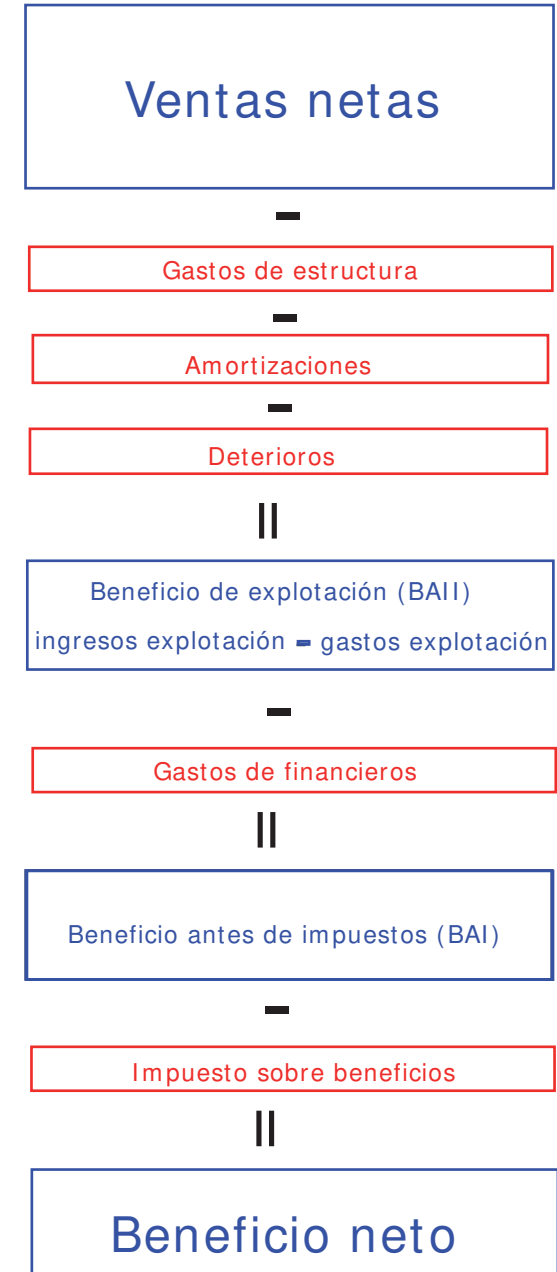 Ventas netas
-
Gastos de estructura
-
Amortizaciones
-
Deterioros
=
Beneficio de explotación (BAII)
ingresos explotación - gastos explotación
-
Gastos de financieros
=
Beneficio antes de impuestos (BAI)
-
Impuesto sobre beneficios
=
Beneficio neto